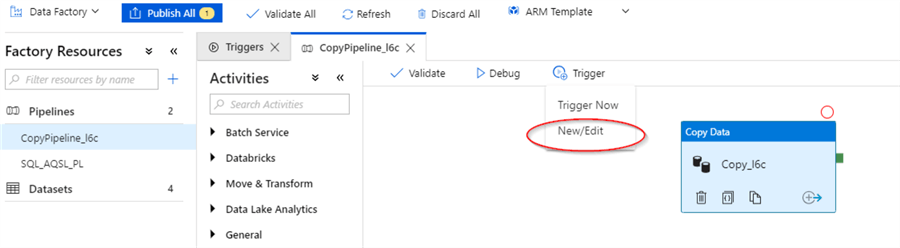 Data Factory
Publish All 1
Validate All
Refresh
Discard All
ARM Template
Factory Resources
Filter resources by name
Pipelines 2
CopyPipeline_l6c
SQL_AQSL_PL
Datasets 4
Triggers
CopyPipeline_l6c
Activities
Search Activities
Batch Service
Databricks
Move & Transform
Data Lake Analytics
General
Validate
Debug
Trigger
Trigger Now
New/Edit
Copy Data
Copy_l6c